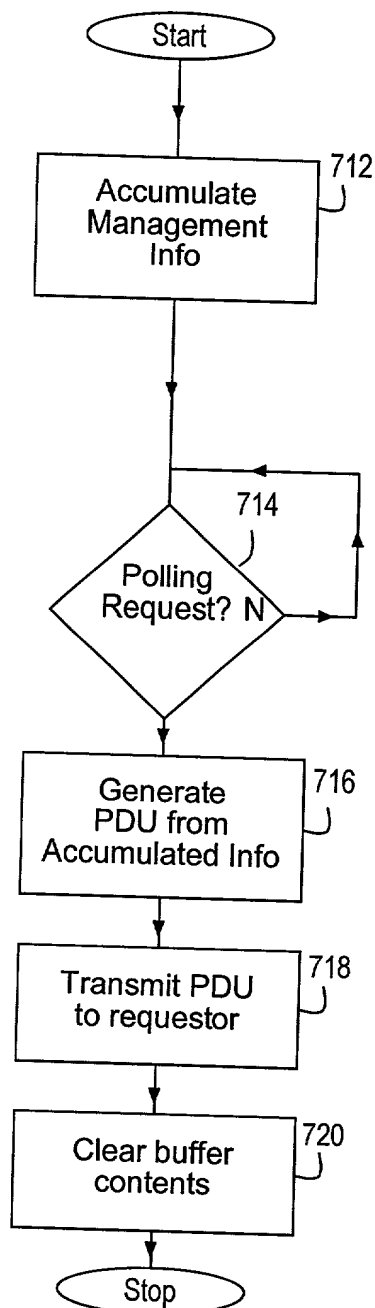 Start
712
Accumulate
Management
Info
714
Polling
Request? N
716
Generate
PDU from
Accumulated Info
718
Transmit PDU
to requestor
720
Clear buffer
contents
Stop